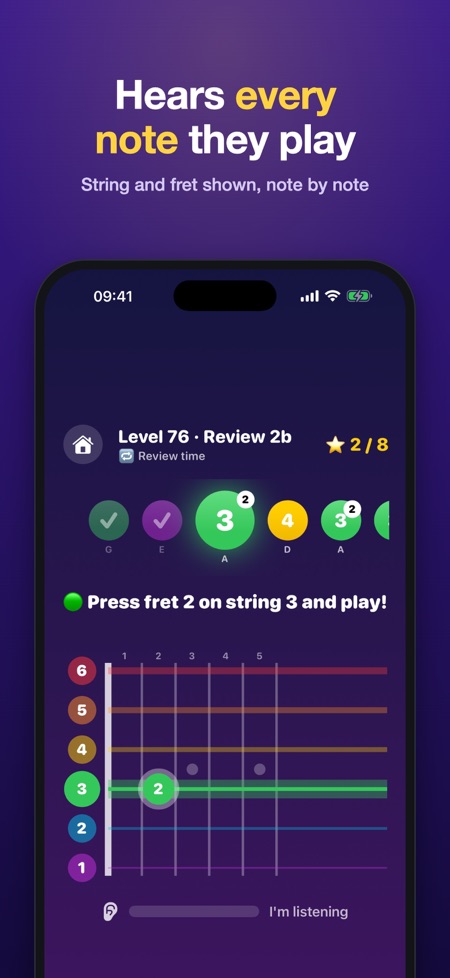 Hears every
note they play
String and fret shown, note by note
09:41
Level 76 · Review 2b
Review time
2 / 8
3 2 4 3 2
G E A D A
Press fret 2 on string 3 and play!
1 2 3 4 5
6
5
4
3 2
2
1
I'm listening